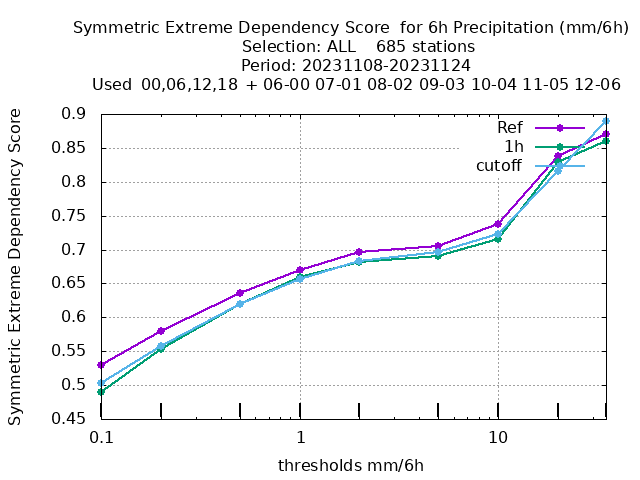 Symmetric Extreme Dependency Score for 6h Precipitation (mm/6h)
Selection: ALL 685 stations
Period: 20231108-20231124
Used 00,06,12,18 + 06-00 07-01 08-02 09-03 10-04 11-05 12-06
Symmetric Extreme Dependency Score
0.9
0.85
0.8
0.75
0.7
0.65
0.6
0.55
0.5
0.45
Ref
1h
cutoff
0.1 1 10
thresholds mm/6h